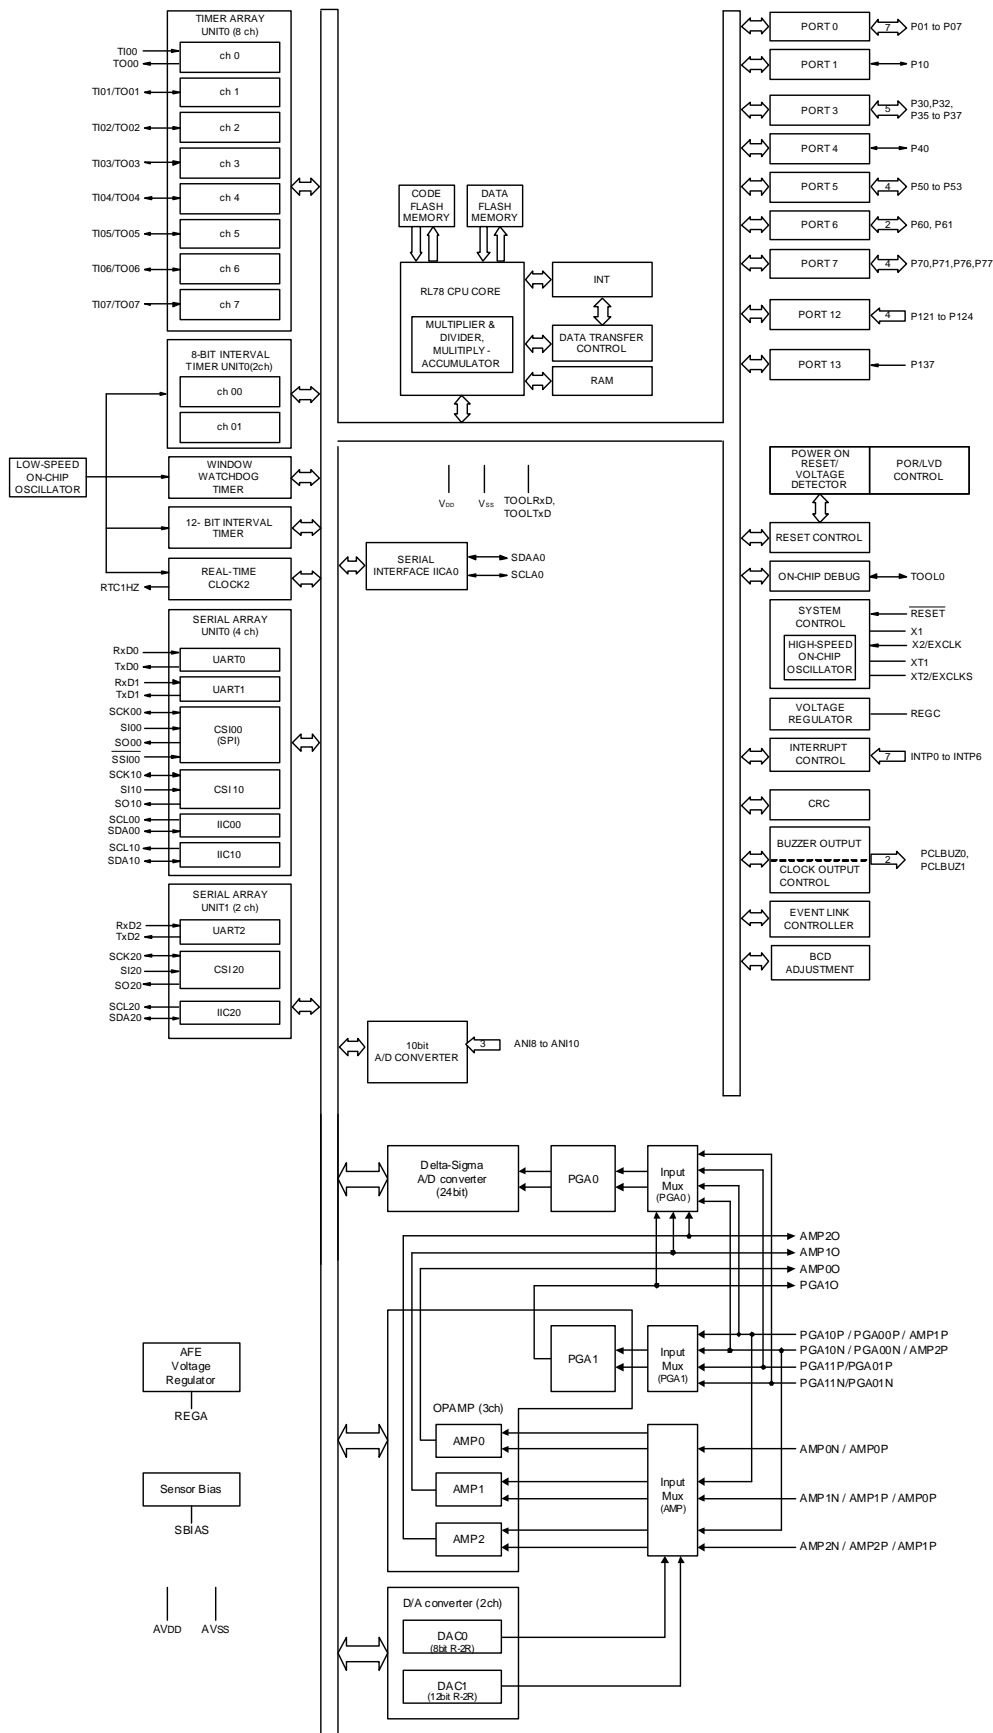 TIMER ARRAY
UNIT0 (8 ch)
TI00
TO00
ch 0
TI01/TO01
ch 1
TI02/TO02
ch 2
TI03/TO03
ch 3
TI04/TO04
ch 4
TI05/TO05
ch 5
TI06/TO06
ch 6
TI07/TO07
ch 7
8-BIT INTERVAL
TIMER UNIT0(2ch)
ch 00
ch 01
LOW-SPEED
ON-CHIP
OSCILLATOR
WINDOW
WATCHDOG
TIMER
12- BIT INTERVAL
TIMER
REAL-TIME
CLOCK2
RTC1HZ
SERIAL ARRAY
UNIT0 (4 ch)
RxD0
TxD0
UART0
RxD1
TxD1
UART1
SCK00
SI00
SO00
SSI00
CSI00
(SPI)
SCK10
SI10
SO10
CSI10
SCL00
SDA00
IIC00
SCL10
SDA10
IIC10
SERIAL ARRAY
UNIT1 (2 ch)
RxD2
TxD2
UART2
SCK20
SI20
SO20
CSI20
SCL20
SDA20
IIC20
CODE
FLASH
MEMORY
DATA
FLASH
MEMORY
RL78 CPU CORE
MULTIPLIER &
DIVIDER,
MULITIPLY -
ACCUMULATOR
INT
DATA TRANSFER
CONTROL
RAM
VDD
VSS
TOOLRxD,
TOOLTxD
SERIAL
INTERFACE IICA0
SDAA0
SCLA0
10bit
A/D CONVERTER
3
ANI8 to ANI10
PORT 0
7
P01 to P07
PORT 1
P10
PORT 3
5
P30,P32,
P35 to P37
PORT 4
P40
PORT 5
4
P50 to P53
PORT 6
2
P60, P61
PORT 7
4
P70,P71,P76,P77
PORT 12
4
P121 to P124
PORT 13
P137
POWER ON
RESET/
VOLTAGE
DETECTOR
POR/LVD
CONTROL
RESET CONTROL
ON-CHIP DEBUG
TOOL0
SYSTEM
CONTROL
HIGH-SPEED
ON-CHIP
OSCILLATOR
RESET
X1
X2/EXCLK
XT1
XT2/EXCLKS
VOLTAGE
REGULATOR
REGC
INTERRUPT
CONTROL
7
INTP0 to INTP6
CRC
BUZZER OUTPUT
CLOCK OUTPUT
CONTROL
2
PCLBUZ0,
PCLBUZ1
EVENT LINK
CONTROLLER
BCD
ADJUSTMENT
Delta-Sigma
A/D converter
(24bit)
PGA0
Input
Mux
(PGA0)
AMP2O
AMP1O
AMP0O
PGA1O
PGA1
Input
Mux
(PGA1)
PGA10P / PGA00P / AMP1P
PGA10N / PGA00N / AMP2P
PGA11P/PGA01P
PGA11N/PGA01N
OPAMP (3ch)
AMP0
AMP1
AMP2
Input
Mux
(AMP)
AMP0N / AMP0P
AMP1N / AMP1P / AMP0P
AMP2N / AMP2P / AMP1P
AFE
Voltage
Regulator
REGA
Sensor Bias
SBIAS
AVDD
AVSS
D/A converter (2ch)
DAC0
(8bit R-2R)
DAC1
(12bit R-2R)